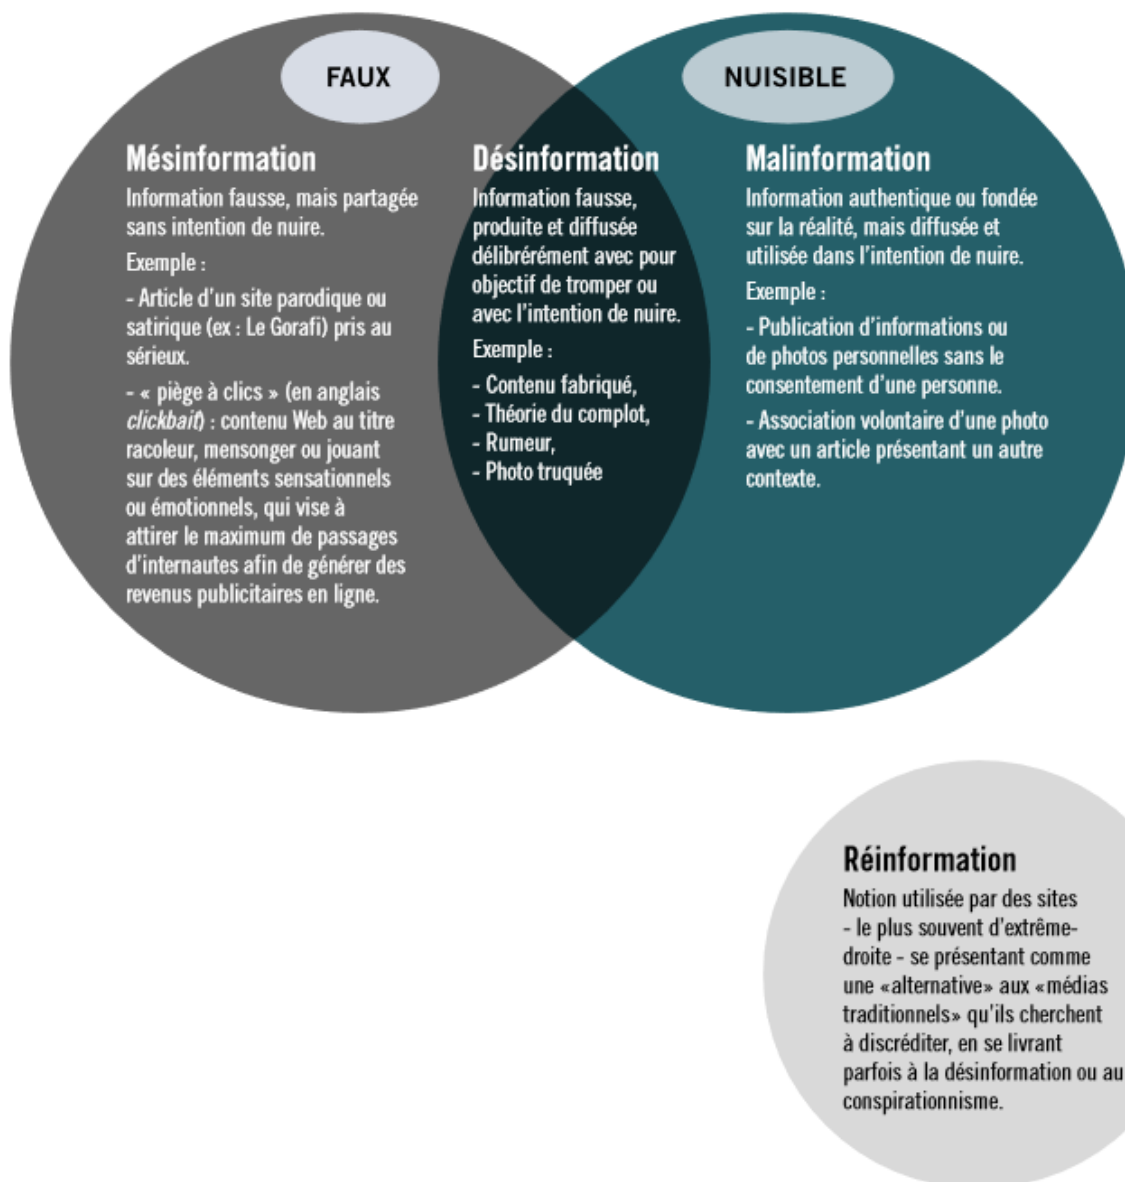 FAUX
Mésinformation
Information fausse, mais partagée
sans intention de nuire.
Exemple :
- Article d'un site parodique ou
satirique (ex : Le Gorafi) pris au
sérieux.
- « piège à clics » (en anglais
clickbait) : contenu Web au titre
racoleur, mensonger ou jouant
sur des éléments sensationnels
ou émotionnels, qui vise à
attirer le maximum de passages
d'internautes afin de générer des
revenus publicitaires en ligne.
Désinformation
Information fausse,
produite et diffusée
délibrérément avec pour
objectif de tromper ou
avec l'intention de nuire.
Exemple :
- Contenu fabriqué,
- Théorie du complot,
- Rumeur,
- Photo truquée
NUISIBLE
Malinformation
Information authentique ou fondée
sur la réalité, mais diffusée et
utilisée dans l'intention de nuire.
Exemple :
- Publication d'informations ou
de photos personnelles sans le
consentement d'une personne.
- Association volontaire d'une photo
avec un article présentant un autre
contexte.
Réinformation
Notion utilisée par des sites
- le plus souvent d'extrême-
droite - se présentant comme
une «alternative» aux «médias
traditionnels» qu'ils cherchent
à discréditer, en se livrant
parfois à la désinformation ou au
conspirationnisme.